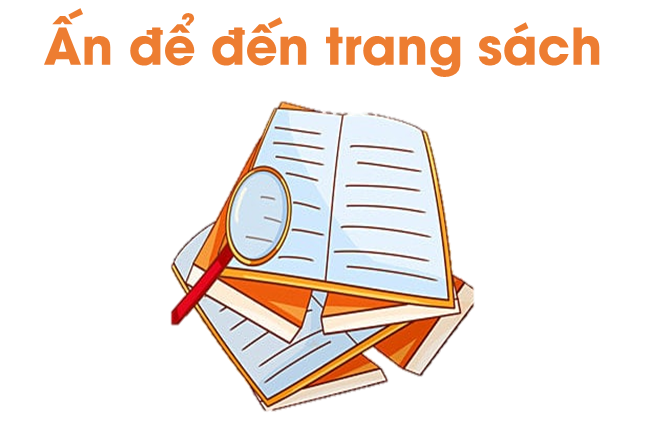 Ấn để đến trang sách